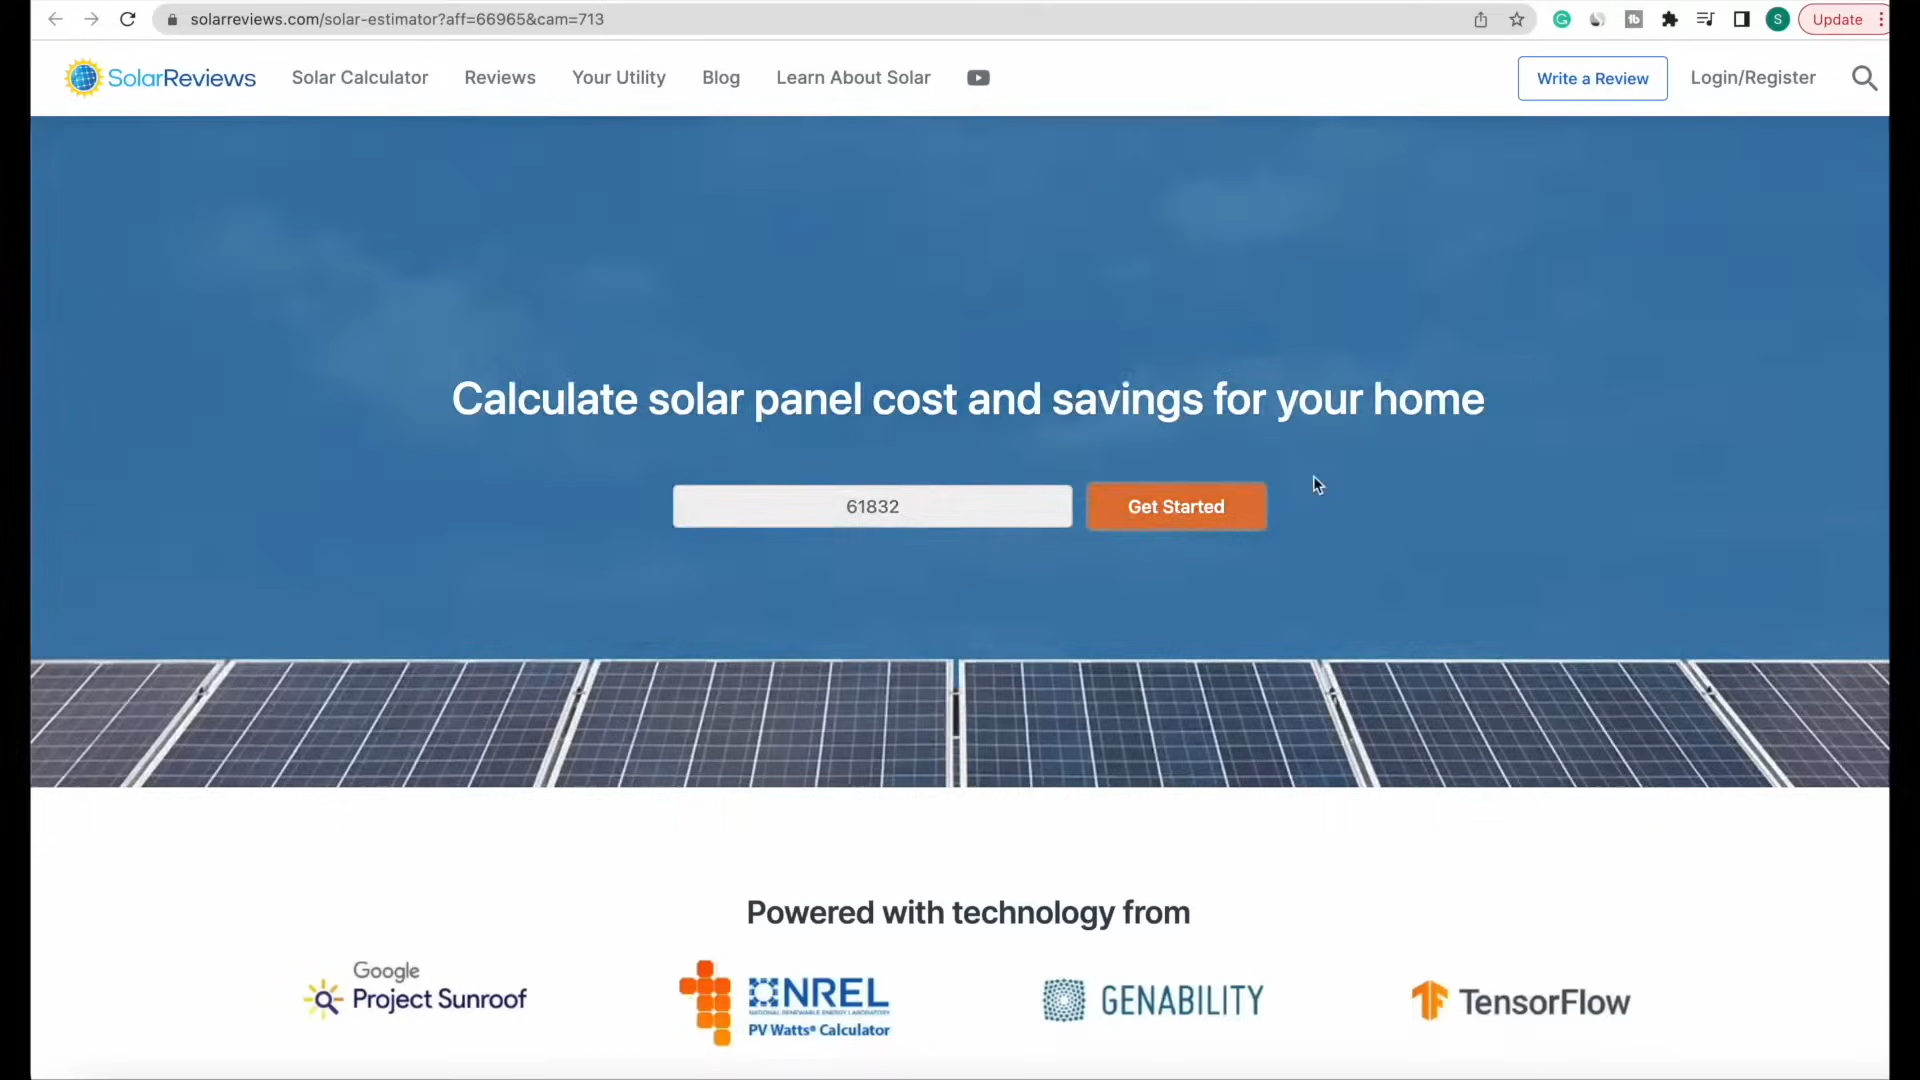 solarreviews.com/solar-estimator?aff=66965&cam=713
S
Update
SolarReviews
Solar Calculator
Reviews
Your Utility
Blog
Learn About Solar
Write a Review
Login/Register
Calculate solar panel cost and savings for your home
61832
Get Started
Powered with technology from
Google
Project Sunroof
NREL
NATIONAL RENEWABLE ENERGY LABORATORY
PV Watts® Calculator
GENABILITY
TensorFlow